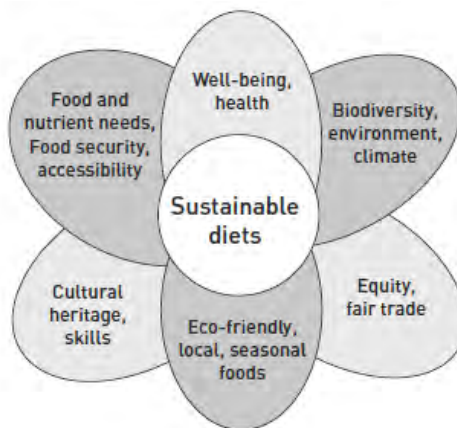 Well-being,
health
Food and
nutrient needs,
Food security,
accessibility
Biodiversity,
environment,
climate
Sustainable
diets
Cultural
heritage,
skills
Equity,
fair trade
Eco-friendly,
local, seasonal
foods